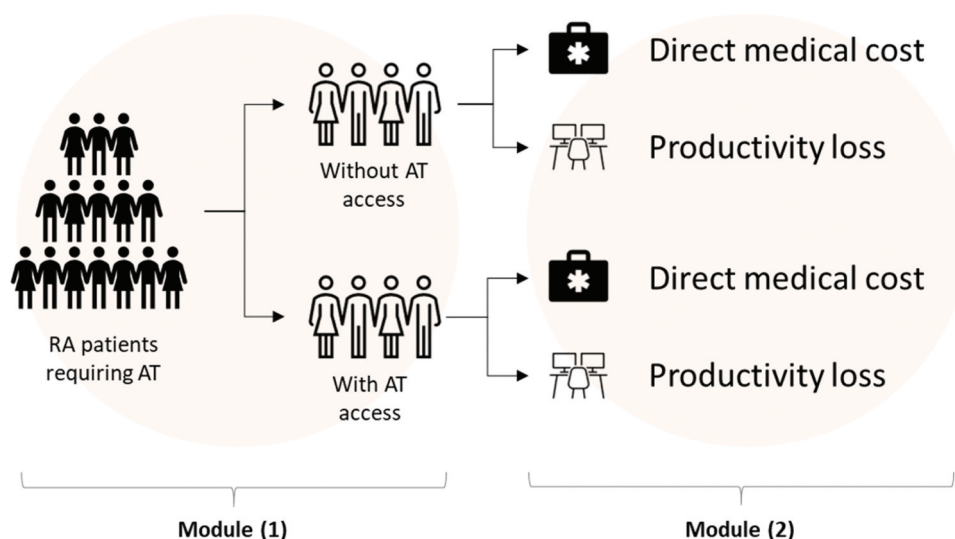 RA patients
requiring AT
Without AT
access
With AT
access
Direct medical cost
Productivity loss
Direct medical cost
Productivity loss
Module (1)
Module (2)